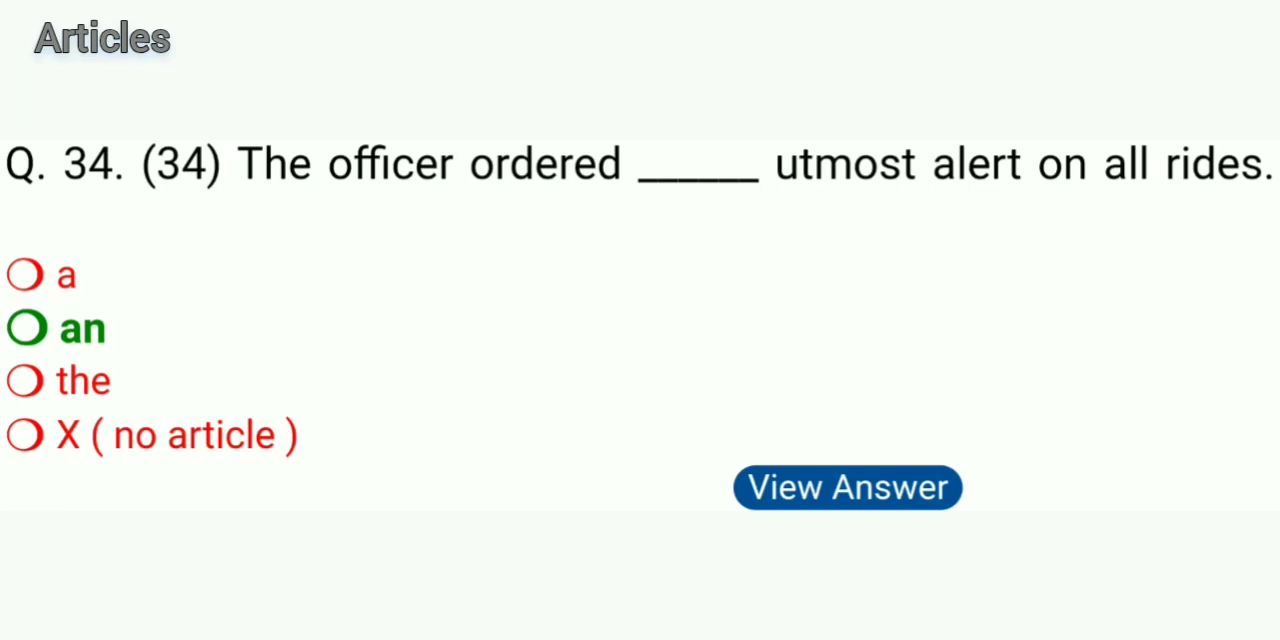 Articles
Q. 34. (34) The officer ordered ______ utmost alert on all rides.
a
an
the
X ( no article )
View Answer